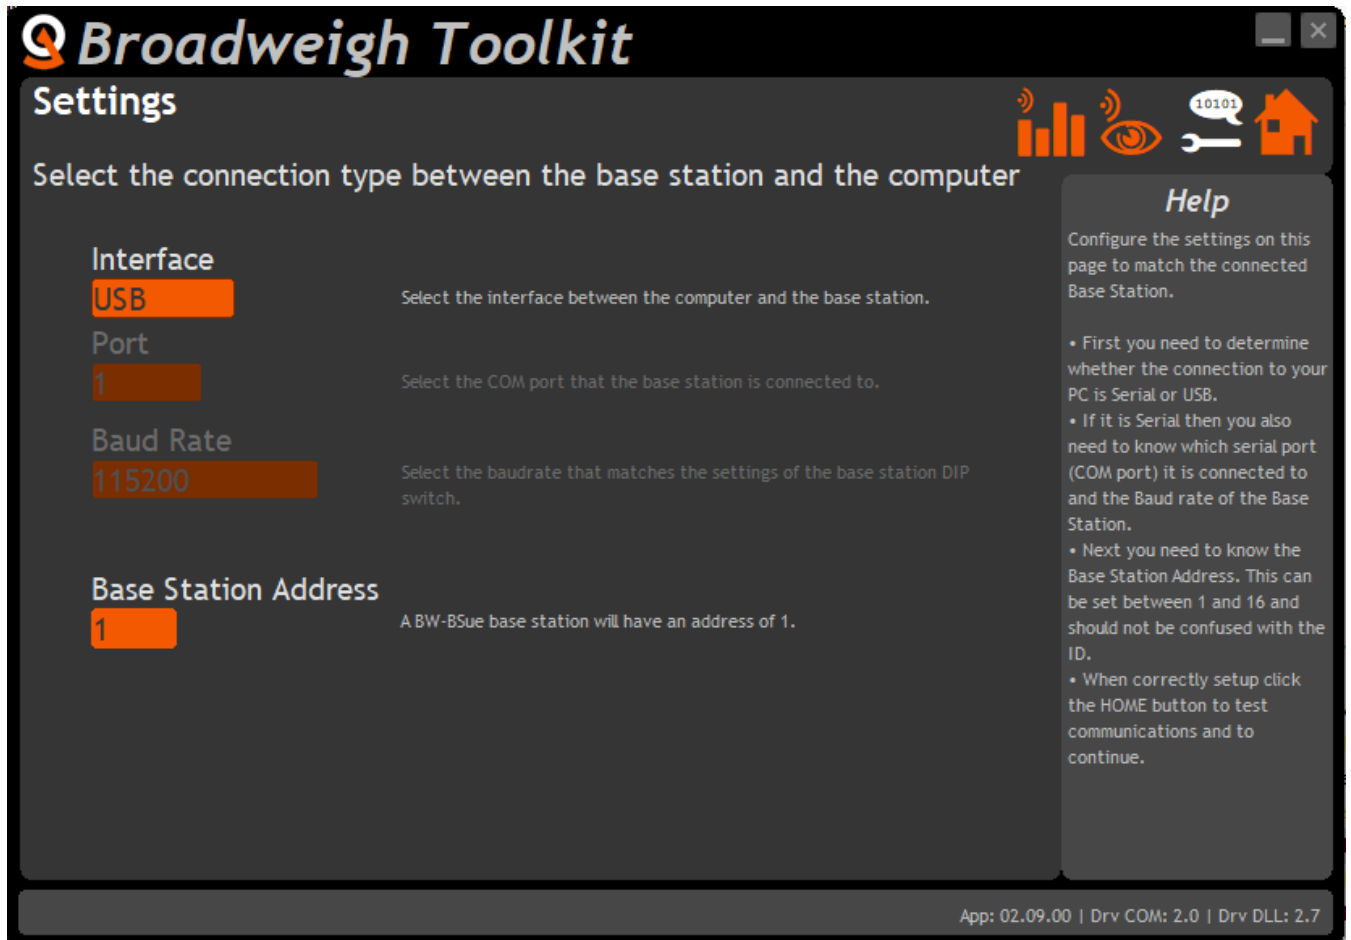 Broadweigh Toolkit
Settings
10101
Select the connection type between the base station and the computer
Interface
USB
Select the interface between the computer and the base station.
Port
1
Select the COM port that the base station is connected to.
Baud Rate
115200
Select the baudrate that matches the settings of the base station DIP
switch.
Base Station Address
1
A BW-BSue base station will have an address of 1.
Help
Configure the settings on this
page to match the connected
Base Station.
• First you need to determine
whether the connection to your
PC is Serial or USB.
• If it is Serial then you also
need to know which serial port
(COM port) it is connected to
and the Baud rate of the Base
Station.
• Next you need to know the
Base Station Address. This can
be set between 1 and 16 and
should not be confused with the
ID.
• When correctly setup click
the HOME button to test
communications and to
continue.
App: 02.09.00 | Drv COM: 2.0 | Drv DLL: 2.7